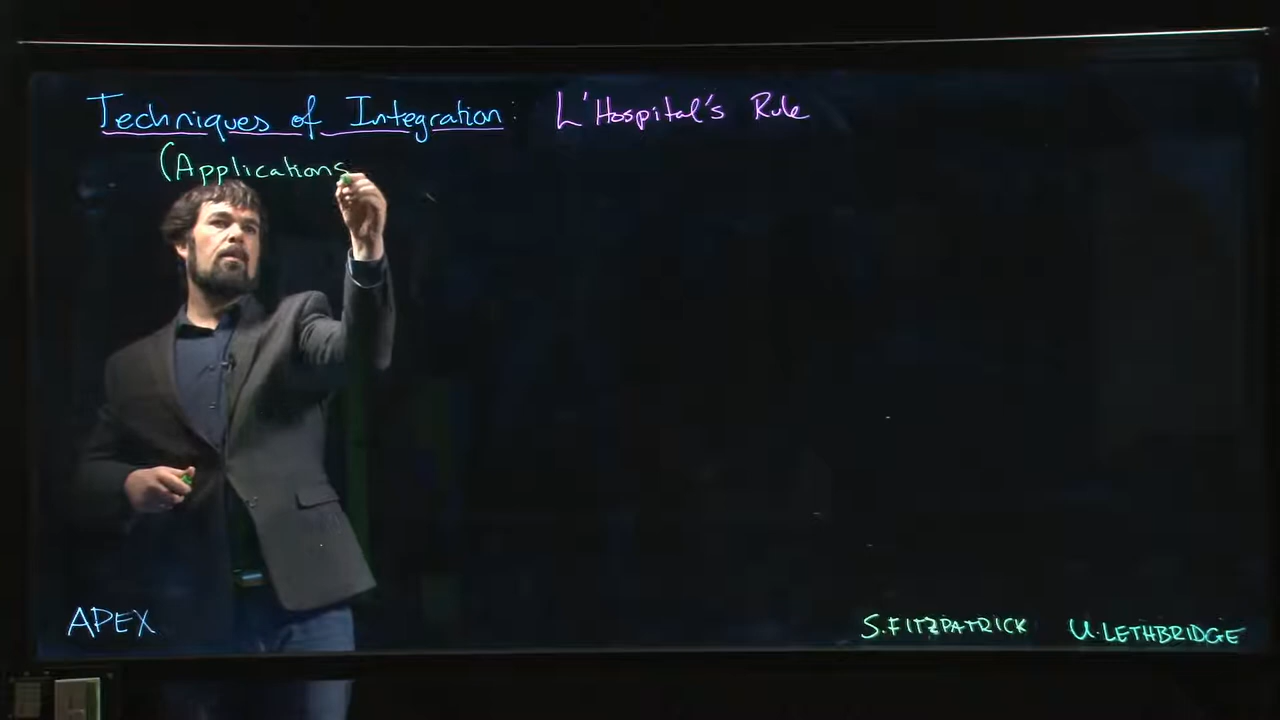 Techniques of Integration: L'Hospital's Rule
(Applications
APEX
S.FITZPATRICK U.LETHBRIDGE